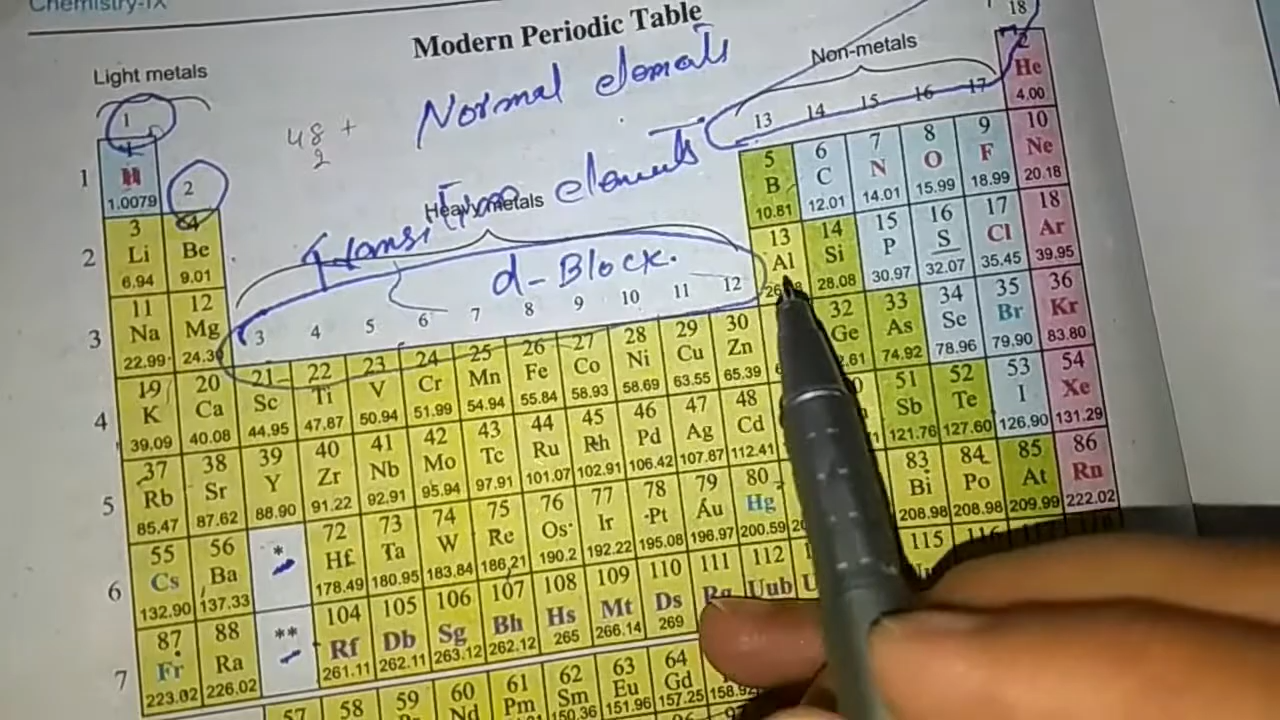 Chemistry-IX
Modern Periodic Table
Light metals
Non-metals
Normal elements
48 +
2
Transition elements
Heavy metals
d-Block.
1 18
2 13 14 15 16 17
3 4 5 6 7 8 9 10 11 12
1 H 1.0079 2 He 4.00
2 3 Li 6.94 4 Be 9.01 5 B 10.81 6 C 12.01 7 N 14.01 8 O 15.99 9 F 18.99 10 Ne 20.18
3 11 Na 22.99 12 Mg 24.30 13 Al 14 Si 28.08 15 P 30.97 16 S 32.07 17 Cl 35.45 18 Ar 39.95
4 19 K 39.09 20 Ca 40.08 21 Sc 44.95 22 Ti 47.87 23 V 50.94 24 Cr 51.99 25 Mn 54.94 26 Fe 55.84 27 Co 58.93 28 Ni 58.69 29 Cu 63.55 30 Zn 65.39 32 Ge 33 As 74.92 34 Se 78.96 35 Br 79.90 36 Kr 83.80
5 37 Rb 85.47 38 Sr 87.62 39 Y 88.90 40 Zr 91.22 41 Nb 92.91 42 Mo 95.94 43 Tc 97.91 44 Ru 101.07 45 Rh 102.91 46 Pd 106.42 47 Ag 107.87 48 Cd 112.41 51 Sb 121.76 52 Te 127.60 53 I 126.90 54 Xe 131.29
6 55 Cs 132.90 56 Ba 137.33 * 72 Hf 178.49 73 Ta 180.95 74 W 183.84 75 Re 186.21 76 Os 190.2 77 Ir 192.22 78 Pt 195.08 79 Au 196.97 80 Hg 200.59 83 Bi 208.98 84 Po 208.98 85 At 209.99 86 Rn 222.02
7 87 Fr 223.02 88 Ra 226.02 ** 104 Rf 261.11 105 Db 262.11 106 Sg 263.12 107 Bh 262.12 108 Hs 265 109 Mt 266.14 110 Ds 269 111 Rg 112 Uub 115 116
57 58 59 60 Nd 61 Pm 62 Sm 150.36 63 Eu 151.96 64 Gd 157.25 158.92